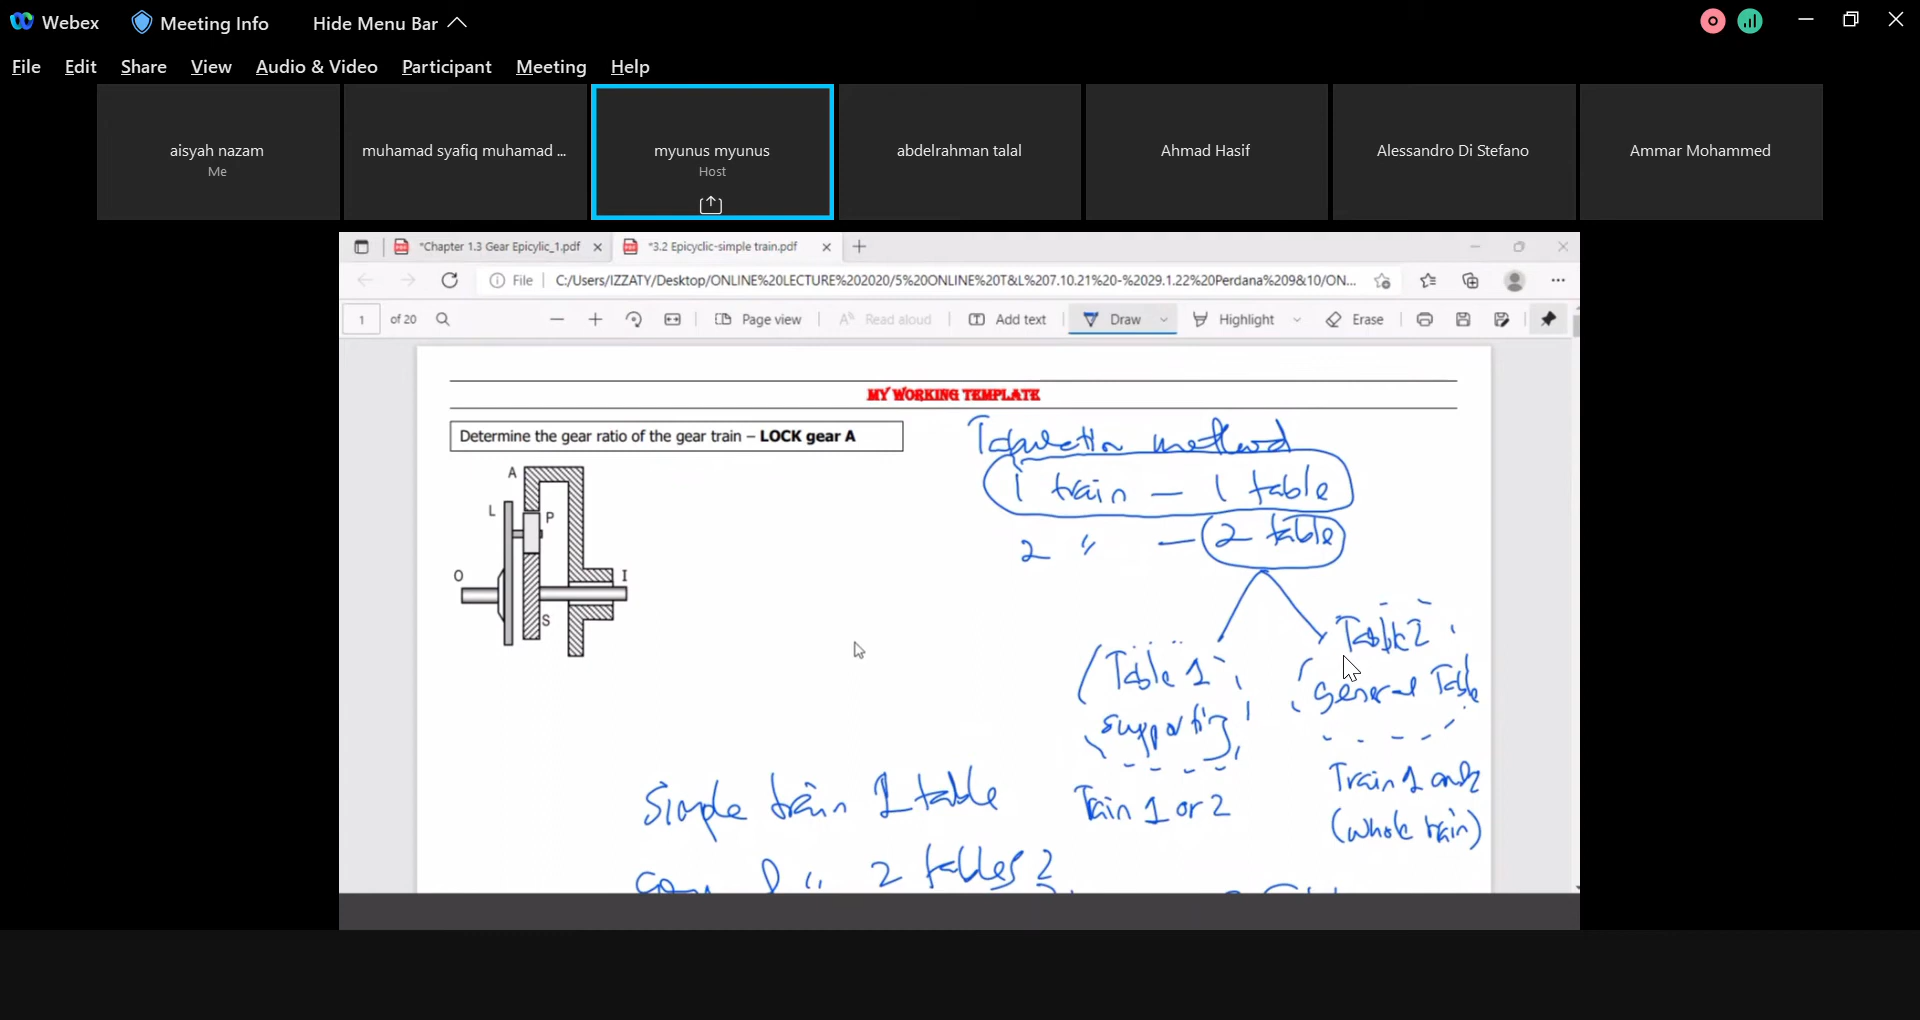 Webex Meeting Info Hide Menu Bar
File Edit Share View Audio & Video Participant Meeting Help
aisyah nazam
Me
muhamad syafiq muhamad ...
myunus myunus
Host
abdelrahman talal
Ahmad Hasif
Alessandro Di Stefano
Ammar Mohammed
*Chapter 1.3 Gear Epicylic_1.pdf
*3.2 Epicyclic-simple train.pdf
File C:/Users/IZZATY/Desktop/ONLINE%20LECTURE%202020/5%20ONLINE%20T&L%207.10.21%20-%2029.1.22%20Perdana%209&10/ON...
1 of 20 Page view Read aloud Add text Draw Highlight Erase
MY WORKING TEMPLATE
Determine the gear ratio of the gear train – LOCK gear A
A
L
P
O
I
S
Tabulation method
1 train — 1 table
2 " — 2 table
Table 1
supporting
Train 1 or 2
Table 2
General Table
Train 1 and 2
(whole train)
Simple train 1 table
2 tables